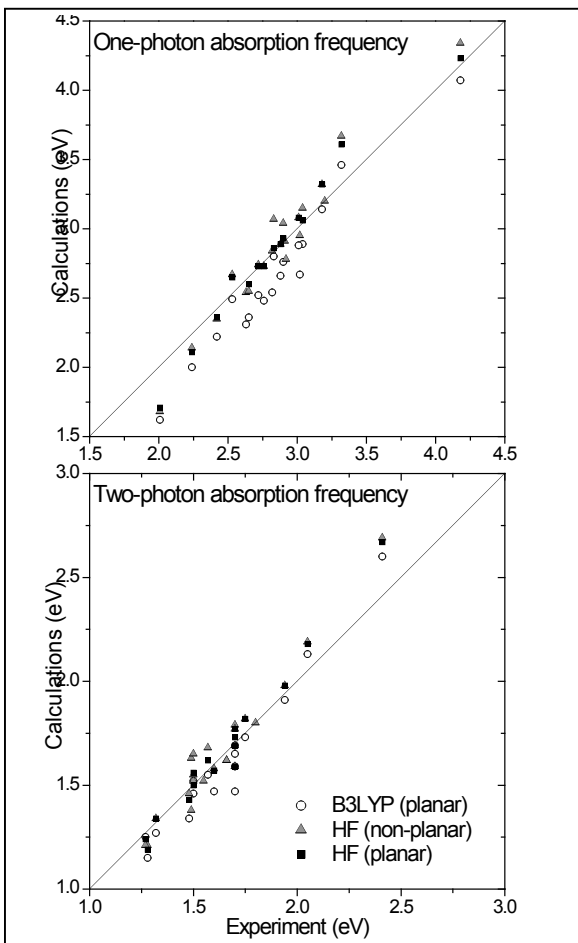 4.5
One-photon absorption frequency
4.0
3.5
Calculations (eV)
3.0
2.5
2.0
1.5
1.5 2.0 2.5 3.0 3.5 4.0 4.5
3.0
Two-photon absorption frequency
2.5
Calculations (eV)
2.0
1.5
B3LYP (planar)
HF (non-planar)
HF (planar)
1.0
1.0 1.5 2.0 2.5 3.0
Experiment (eV)